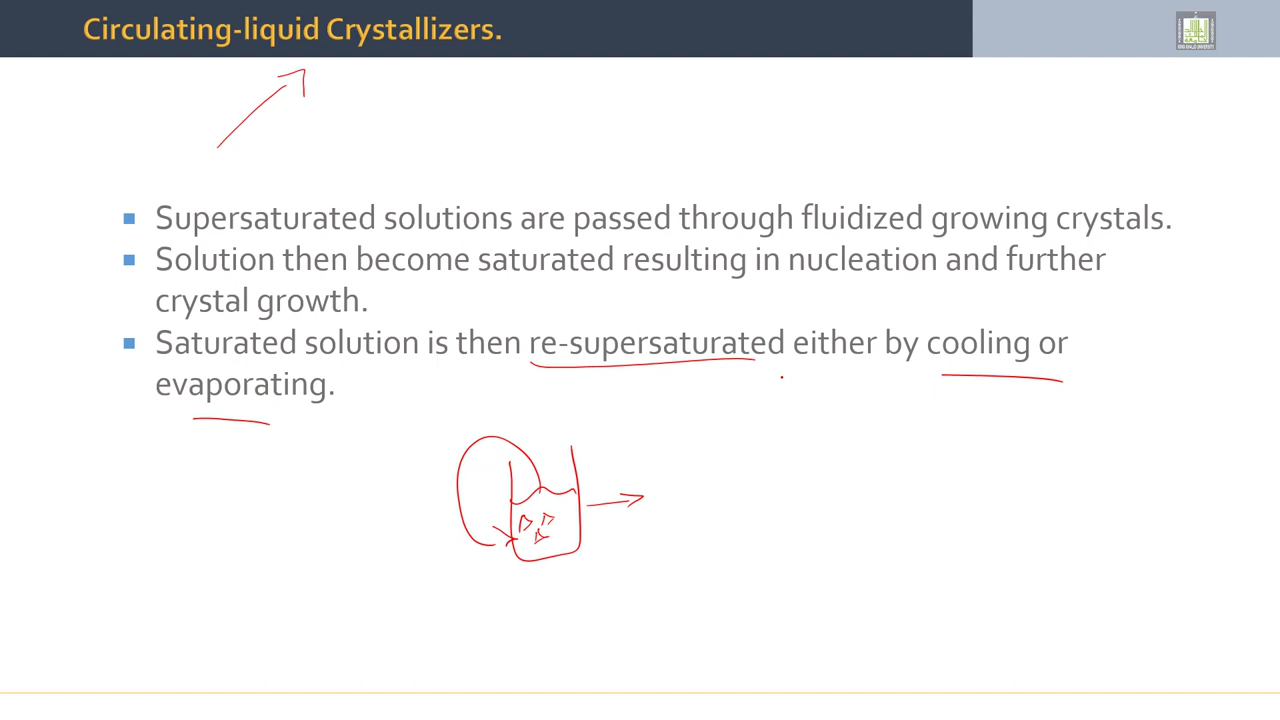 Circulating-liquid Crystallizers.
Supersaturated solutions are passed through fluidized growing crystals.
Solution then become saturated resulting in nucleation and further
crystal growth.
Saturated solution is then re-supersaturated either by cooling or
evaporating.